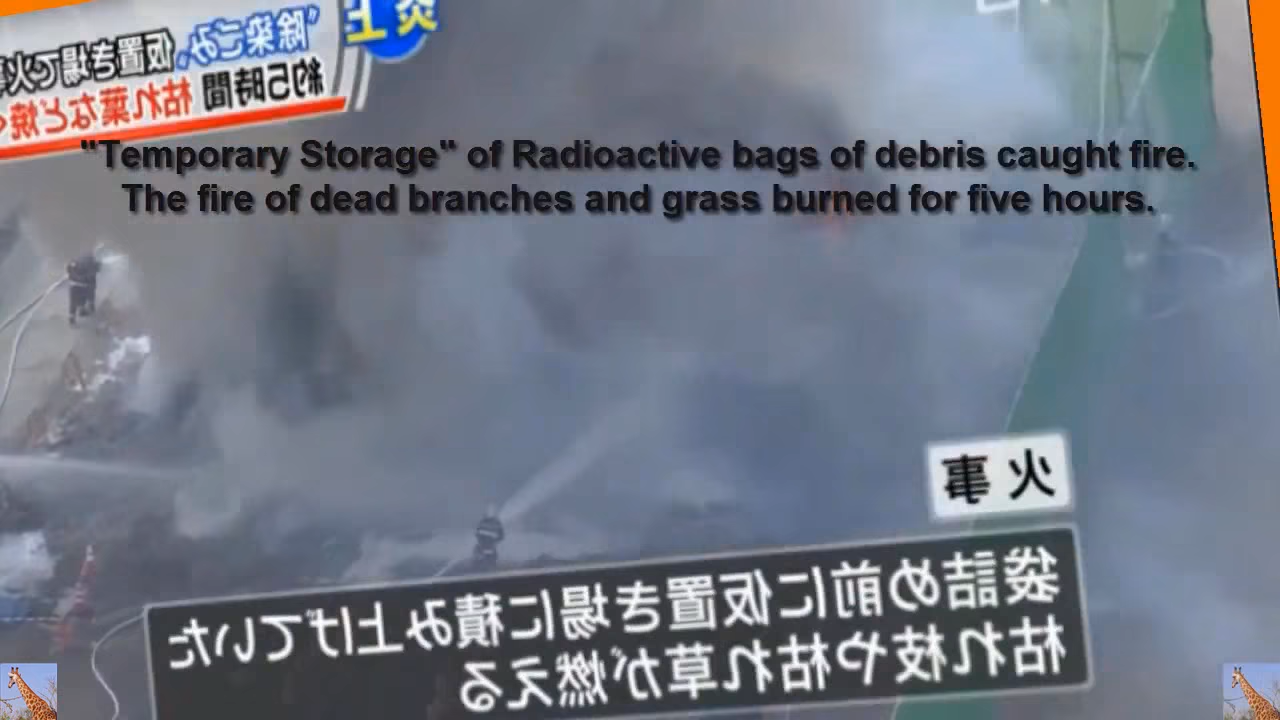 炎上
"除染ごみ"仮置き場で火事
約5時間 枯れ葉など焼
"Temporary Storage" of Radioactive bags of debris caught fire.
The fire of dead branches and grass burned for five hours.
火事
袋詰め前に仮置き場に積み上げていた
枯れ枝や枯れ草が燃える